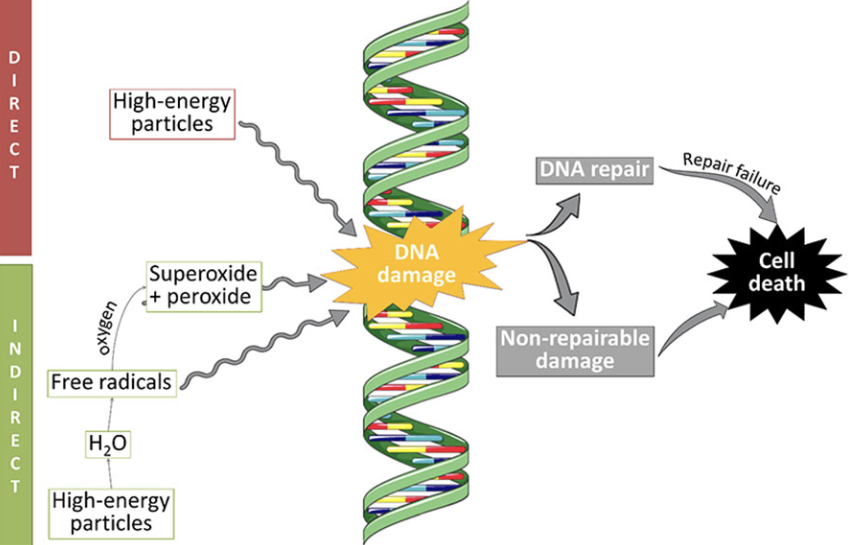 DIRECT
High-energy
particles
DNA
damage
DNA repair
Repair failure
Cell
death
Non-repairable
damage
INDIRECT
Superoxide
+ peroxide
oxygen
Free radicals
H₂O
High-energy
particles